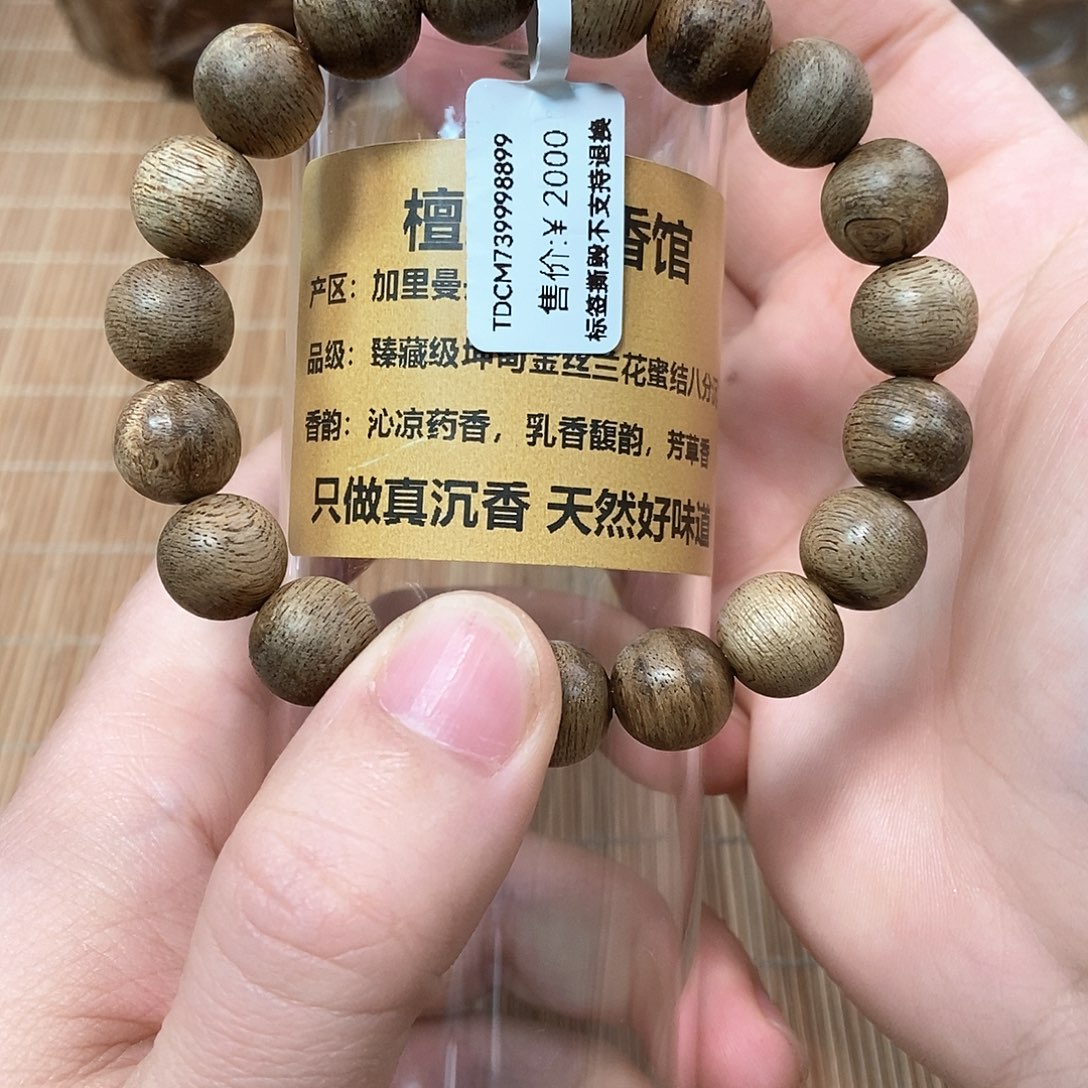 TDCM739998899
售价:￥ 2000
标签撕毁不支持退换
檀 香馆
产区：加里曼
品级：臻藏级坤甸金丝兰花蜜结八分沉
香韵：沁凉药香，乳香馥韵，芳草香
只做真沉香 天然好味道